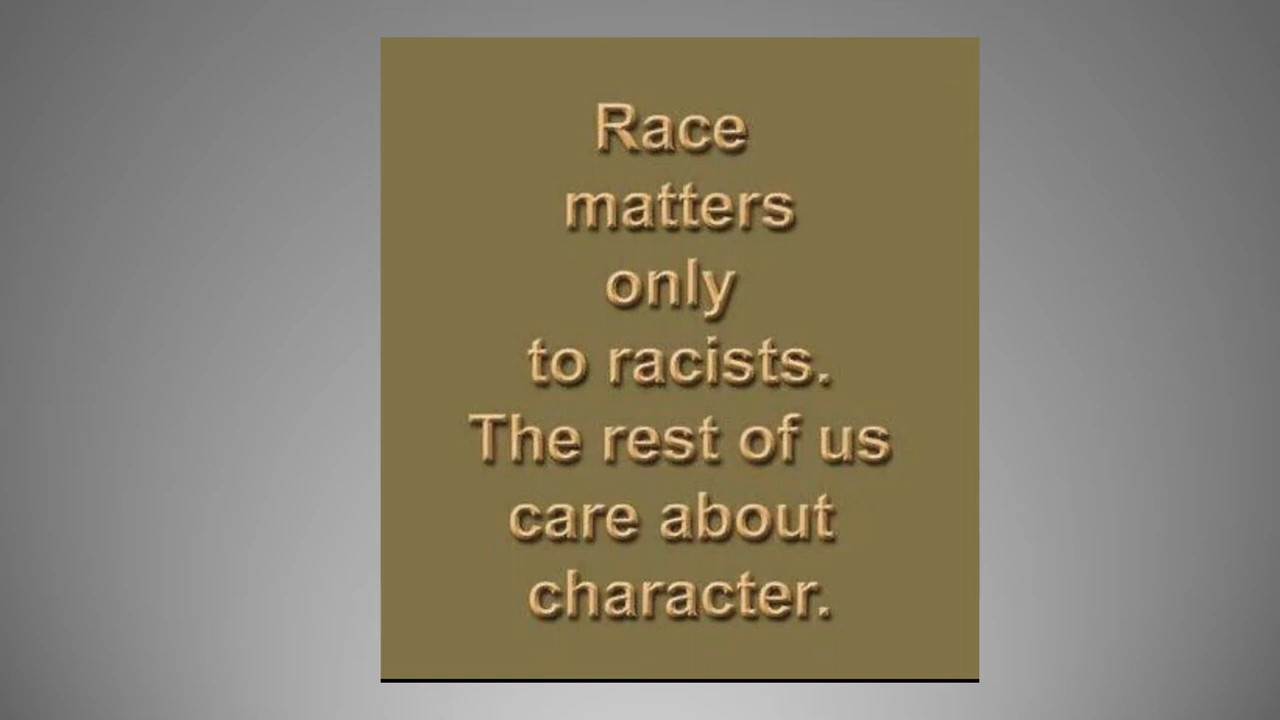 Race
matters
only
to racists.
The rest of us
care about
character.